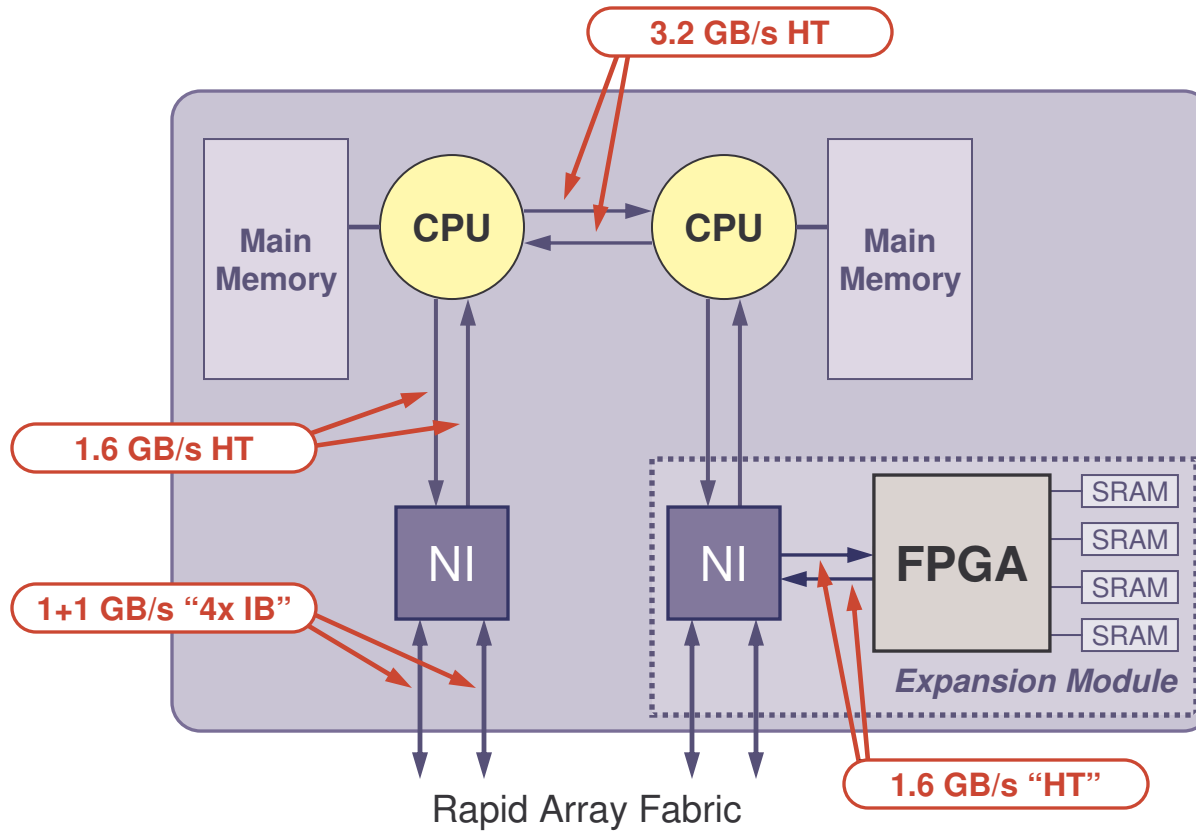 3.2 GB/s HT
Main
Memory
CPU
CPU
Main
Memory
1.6 GB/s HT
NI
NI
FPGA
SRAM
SRAM
SRAM
SRAM
1+1 GB/s “4x IB”
Expansion Module
1.6 GB/s “HT”
Rapid Array Fabric